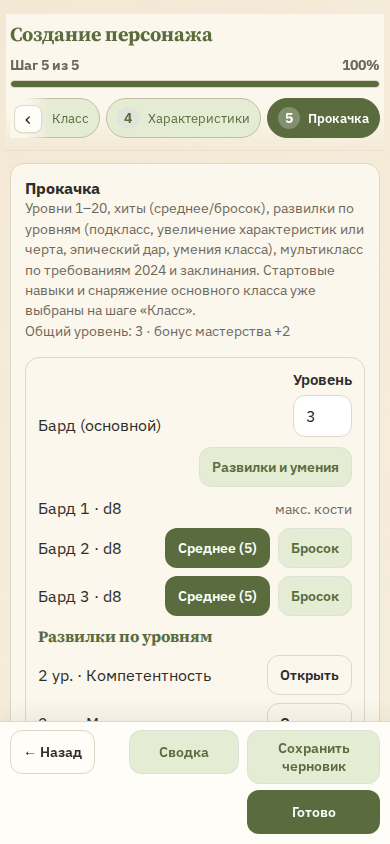 Создание персонажа
Шаг 5 из 5 100%
‹ Класс 4 Характеристики 5 Прокачка
Прокачка
Уровни 1–20, хиты (среднее/бросок), развилки по
уровням (подкласс, увеличение характеристик или
черта, эпический дар, умения класса), мультикласс
по требованиям 2024 и заклинания. Стартовые
навыки и снаряжение основного класса уже
выбраны на шаге «Класс».
Общий уровень: 3 · бонус мастерства +2
Уровень
Бард (основной) 3
Развилки и умения
Бард 1 · d8 макс. кости
Бард 2 · d8 Среднее (5) Бросок
Бард 3 · d8 Среднее (5) Бросок
Развилки по уровням
2 ур. · Компетентность Открыть
← Назад Сводка Сохранить
черновик
Готово